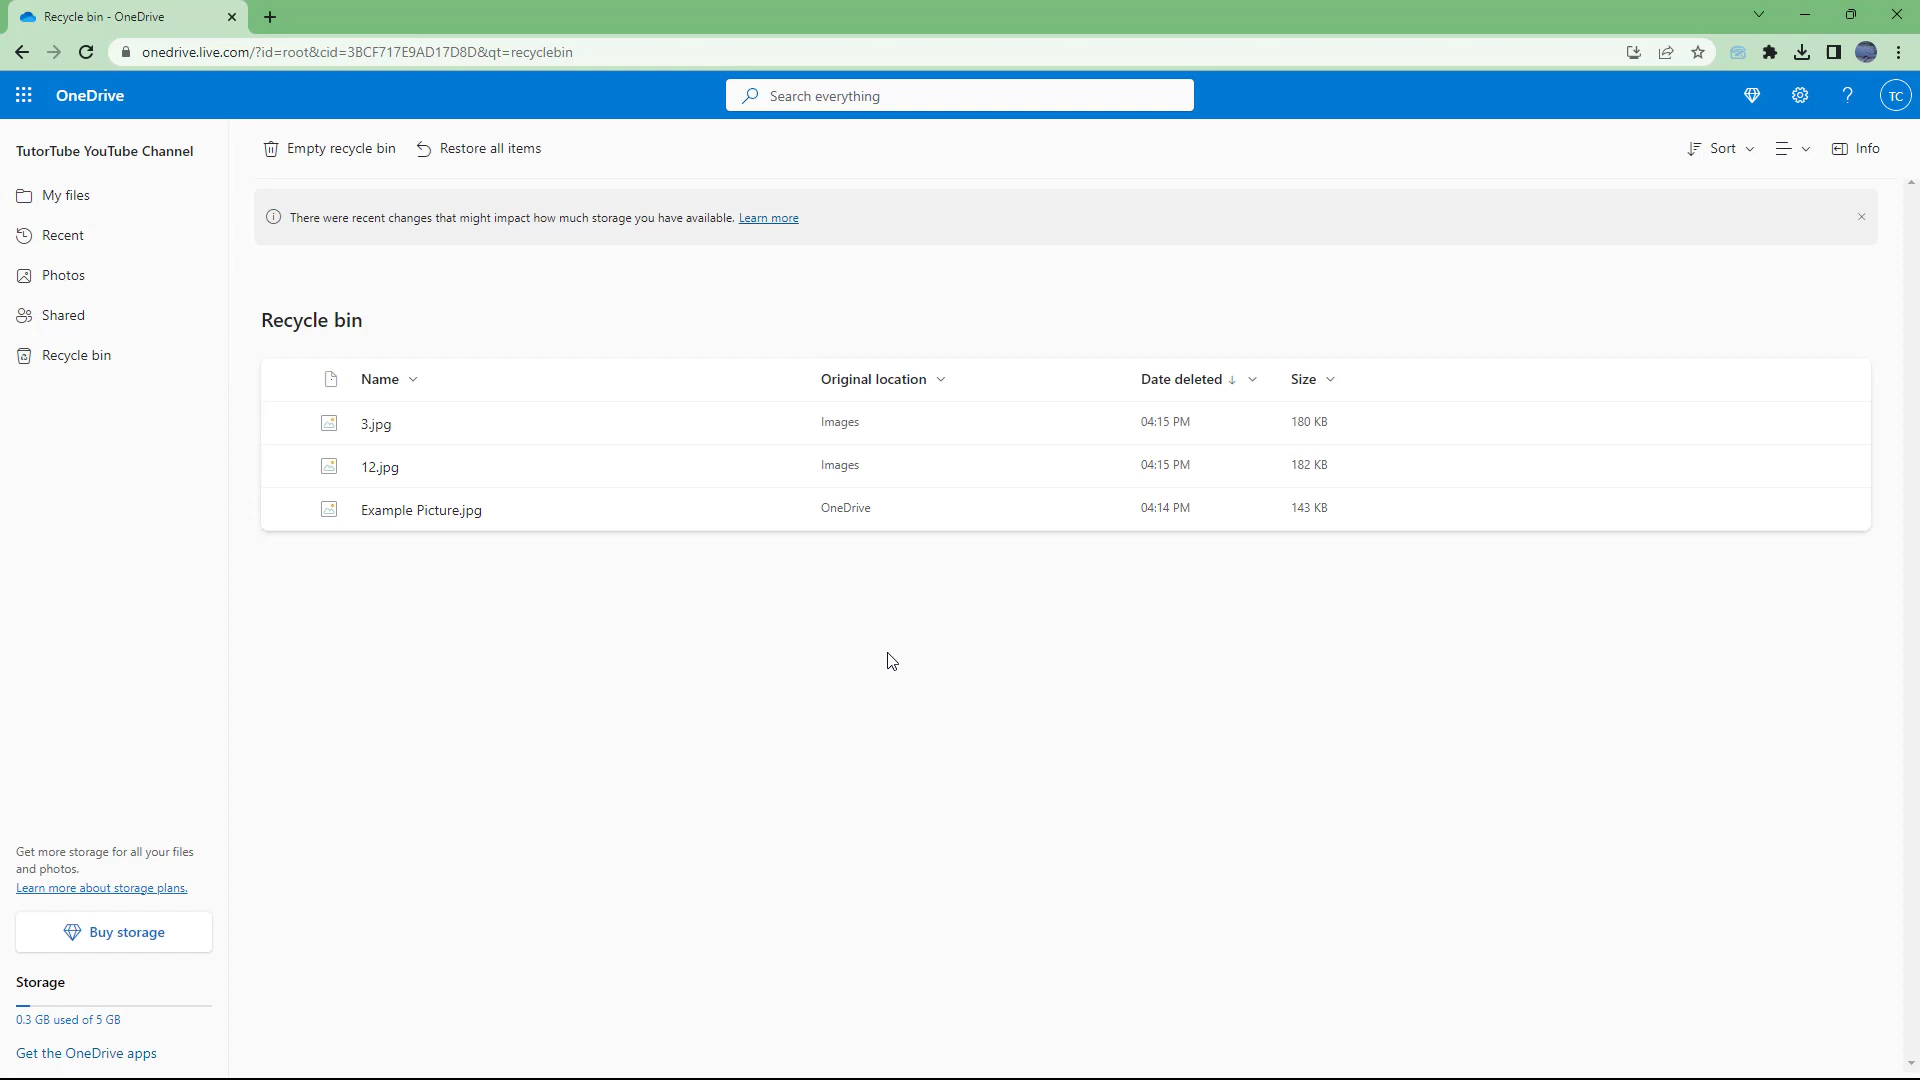 Recycle bin - OneDrive
onedrive.live.com/?id=root&cid=3BCF717E9AD17D8D&qt=recyclebin
OneDrive
Search everything
TC
TutorTube YouTube Channel
My files
Recent
Photos
Shared
Recycle bin
Get more storage for all your files
and photos.
Learn more about storage plans.
Buy storage
Storage
0.3 GB used of 5 GB
Get the OneDrive apps
Empty recycle bin Restore all items Sort Info
There were recent changes that might impact how much storage you have available. Learn more
Recycle bin
Name Original location Date deleted Size
3.jpg Images 04:15 PM 180 KB
12.jpg Images 04:15 PM 182 KB
Example Picture.jpg OneDrive 04:14 PM 143 KB